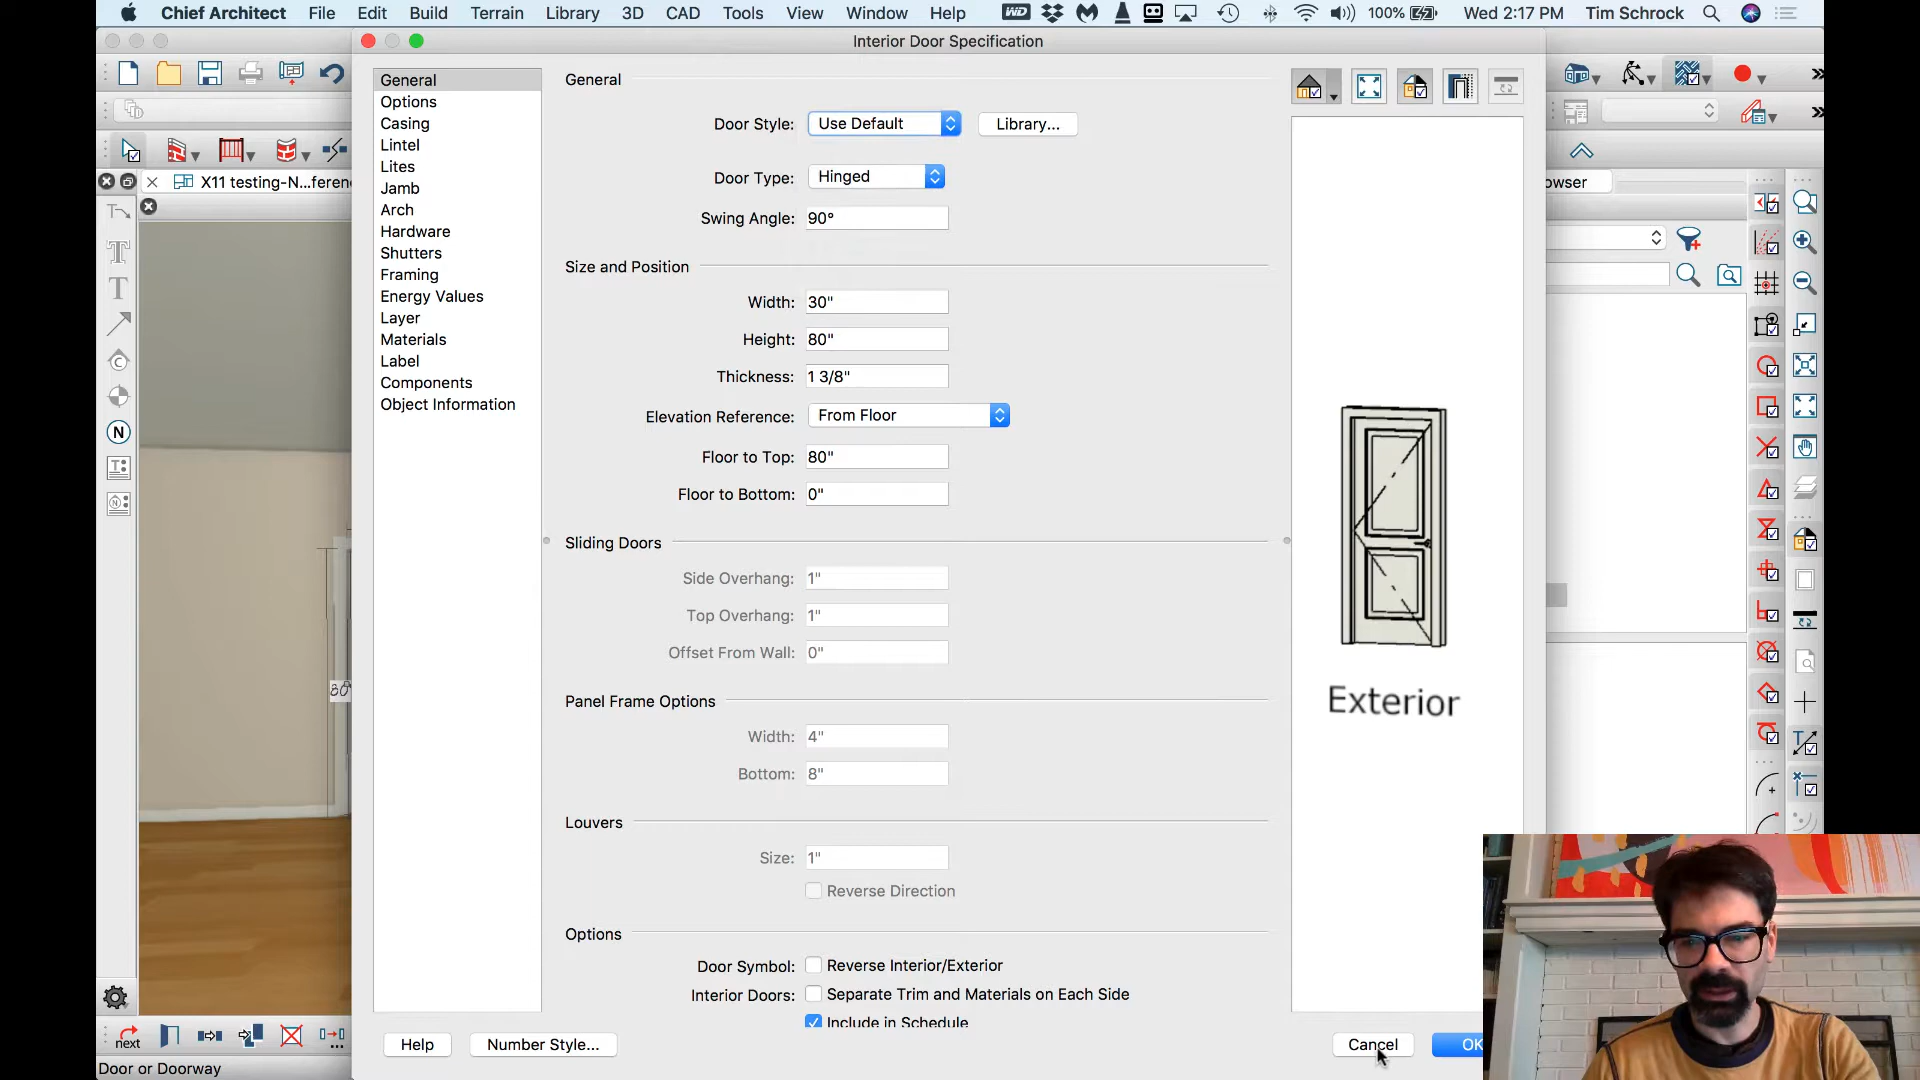 Chief Architect File Edit Build Terrain Library 3D CAD Tools View Window Help 100% Wed 2:17 PM Tim Schrock
Interior Door Specification
General
Options
Casing
Lintel
Lites
Jamb
Arch
Hardware
Shutters
Framing
Energy Values
Layer
Materials
Label
Components
Object Information
General
Door Style: Use Default Library...
Door Type: Hinged
Swing Angle: 90°
Size and Position
Width: 30"
Height: 80"
Thickness: 1 3/8"
Elevation Reference: From Floor
Floor to Top: 80"
Floor to Bottom: 0"
Sliding Doors
Side Overhang: 1"
Top Overhang: 1"
Offset From Wall: 0"
Panel Frame Options
Width: 4"
Bottom: 8"
Louvers
Size: 1"
Reverse Direction
Options
Door Symbol: Reverse Interior/Exterior
Interior Doors: Separate Trim and Materials on Each Side
Include in Schedule
Exterior
Help Number Style... Cancel OK
X11 testing-N...ferenc
owser
80"
next
Door or Doorway